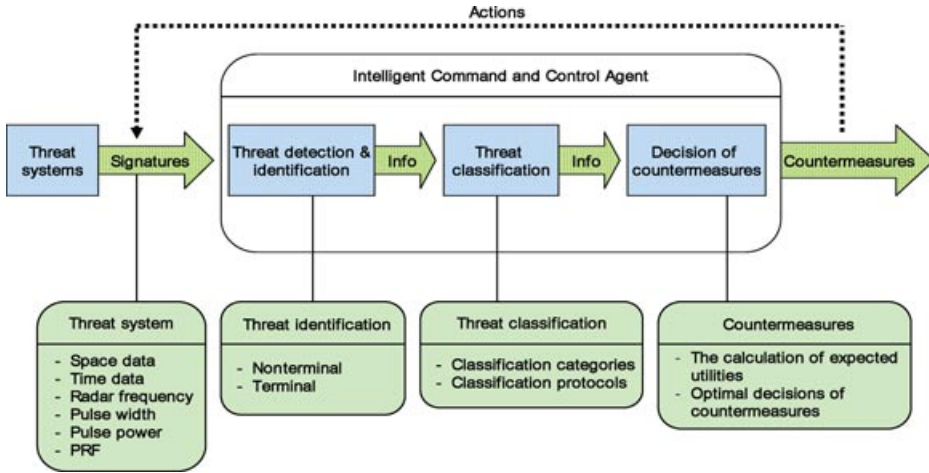 Actions
Intelligent Command and Control Agent
Threat
systems
Signatures
Threat detection &
identification
Info
Threat
classification
Info
Decision of
countermeasures
Countermeasures
Threat system
- Space data
- Time data
- Radar frequency
- Pulse width
- Pulse power
- PRF
Threat identification
- Nonterminal
- Terminal
Threat classification
- Classification categories
- Classification protocols
Countermeasures
- The calculation of expected
utilities
- Optimal decisions of
countermeasures